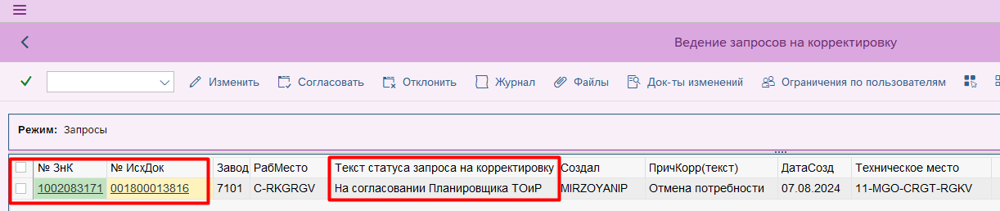 Ведение запросов на корректировку
Изменить Согласовать Отклонить Журнал Файлы Док-ты изменений Ограничения по пользователям
Режим: Запросы
№ ЗнК № ИсхДок Завод РабМесто Текст статуса запроса на корректировку Создал ПричКорр(текст) ДатаСозд Техническое место
1002083171 001800013816 7101 C-RKGRGV На согласовании Планировщика ТОиР MIRZOYANIP Отмена потребности 07.08.2024 11-MGO-CRGT-RGKV